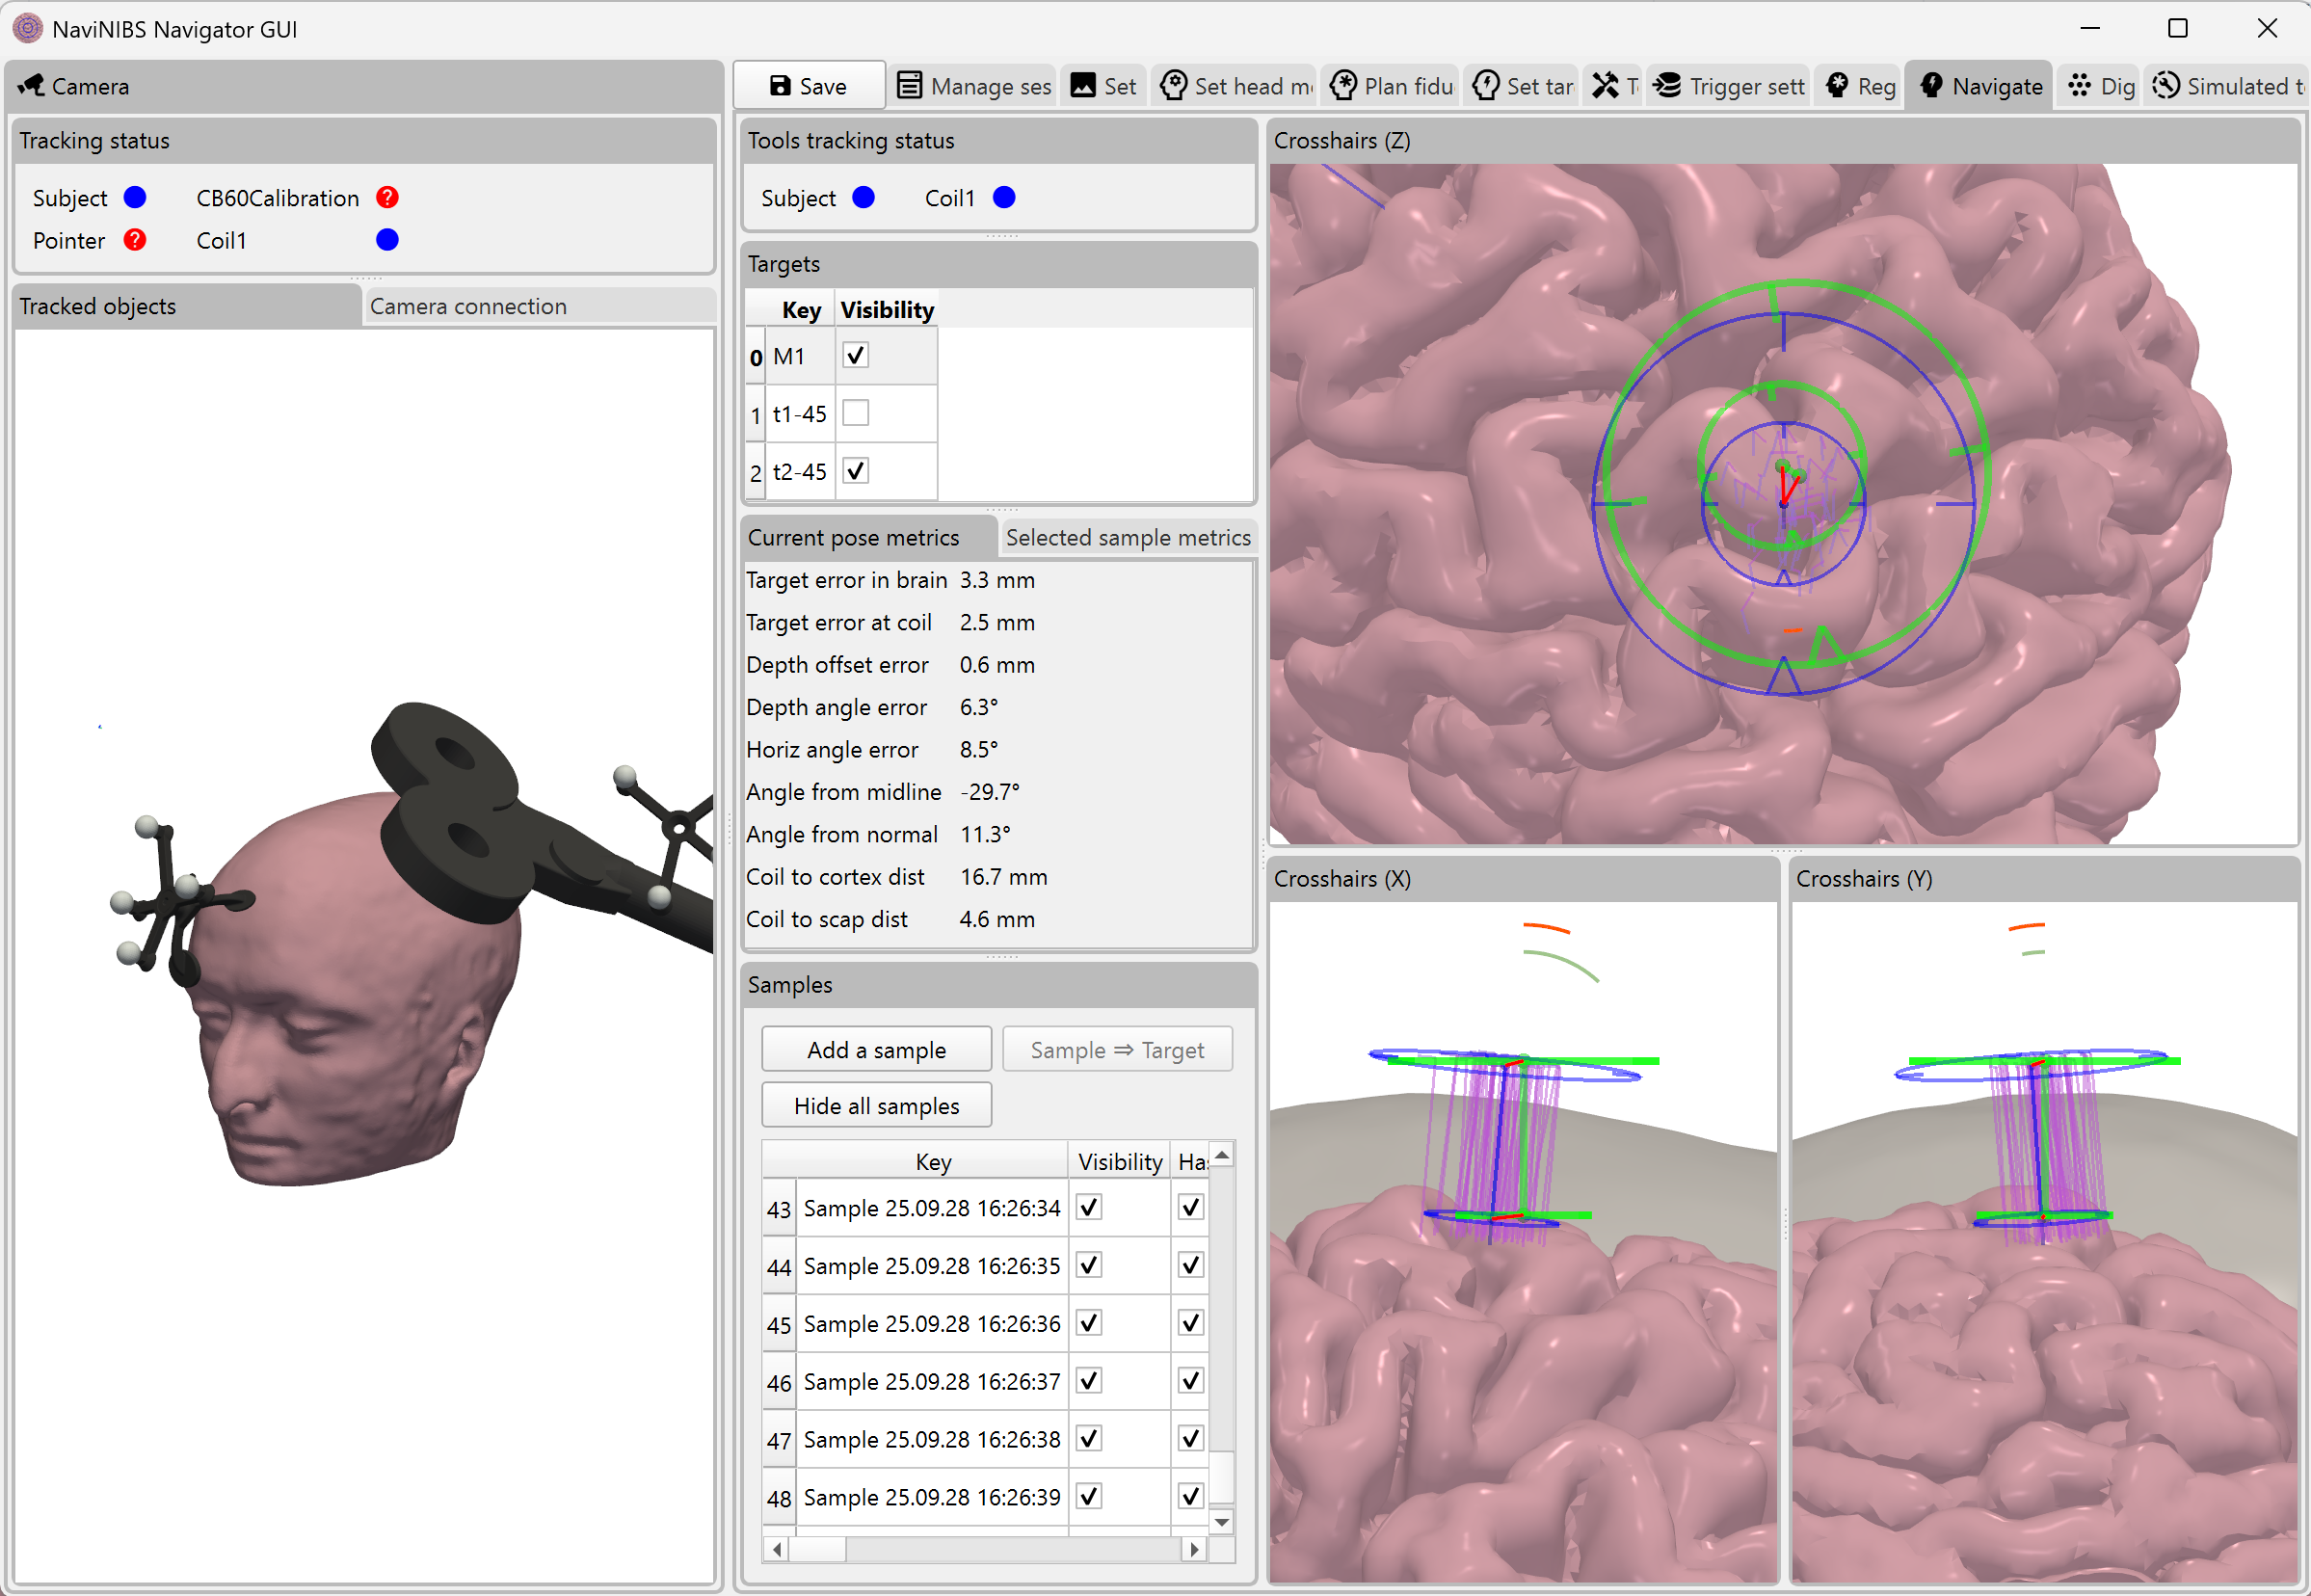 NaviNIBS Navigator GUI
Camera
Tracking status
Subject
CB60Calibration ?
Pointer ?
Coil1
Tracked objects
Camera connection
Save
Manage ses
Set
Set head m
Plan fidu
Set tar
T
Trigger sett
Reg
Navigate
Dig
Simulated t
Tools tracking status
Subject
Coil1
Targets
Key Visibility
0 M1
1 t1-45
2 t2-45
Current pose metrics
Selected sample metrics
Target error in brain 3.3 mm
Target error at coil 2.5 mm
Depth offset error 0.6 mm
Depth angle error 6.3°
Horiz angle error 8.5°
Angle from midline -29.7°
Angle from normal 11.3°
Coil to cortex dist 16.7 mm
Coil to scap dist 4.6 mm
Samples
Add a sample
Sample ⇒ Target
Hide all samples
Key Visibility Has
43 Sample 25.09.28 16:26:34
44 Sample 25.09.28 16:26:35
45 Sample 25.09.28 16:26:36
46 Sample 25.09.28 16:26:37
47 Sample 25.09.28 16:26:38
48 Sample 25.09.28 16:26:39
Crosshairs (Z)
Crosshairs (X)
Crosshairs (Y)